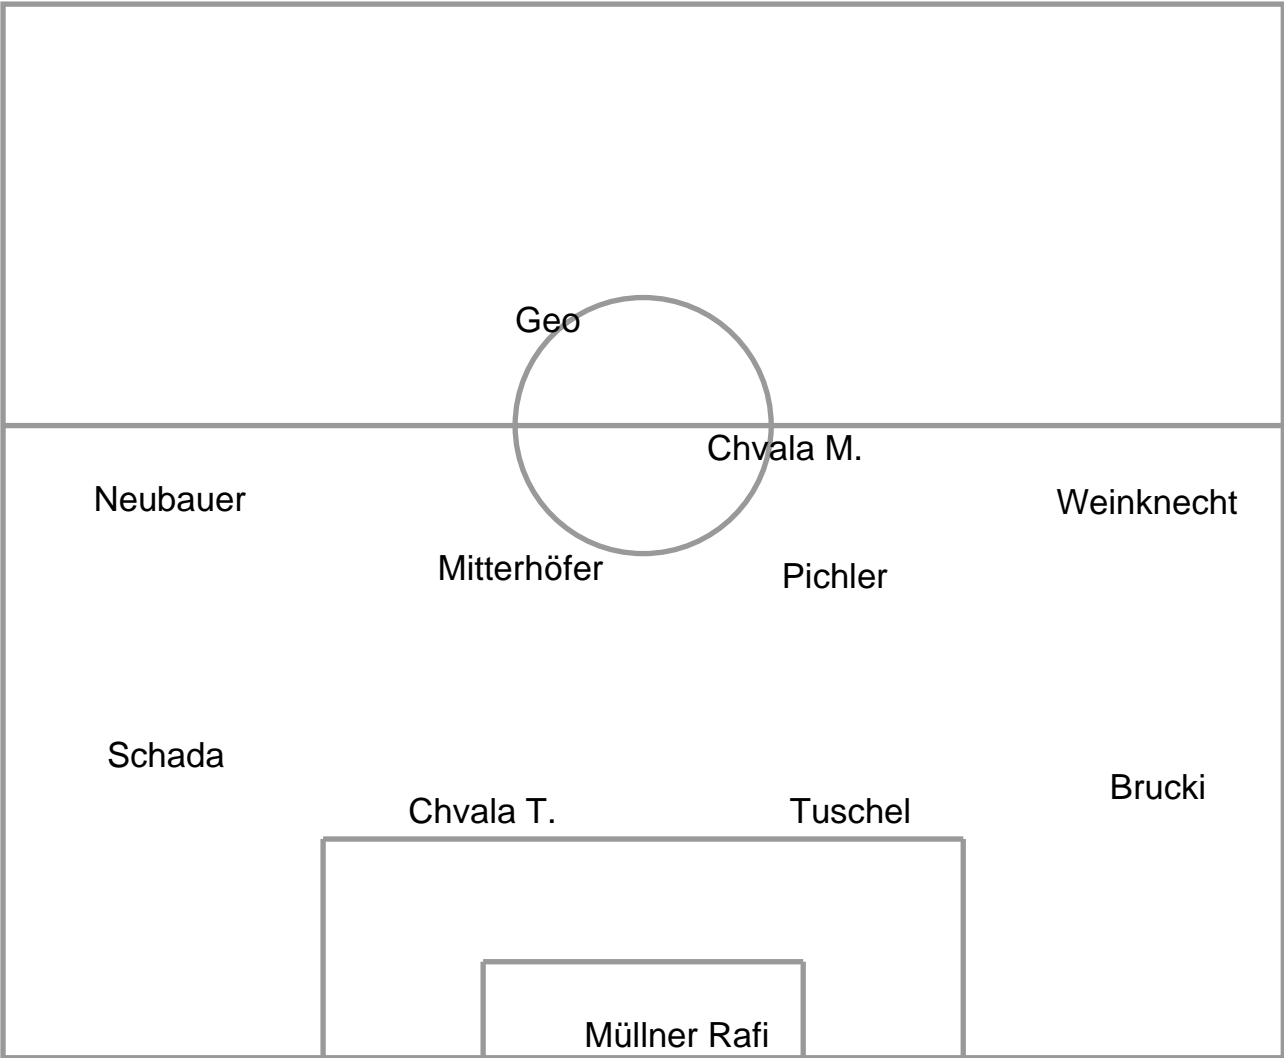 Geo
Chvala M.
Neubauer
Weinknecht
Mitterhöfer
Pichler
Schada
Brucki
Chvala T.
Tuschel
Müllner Rafi